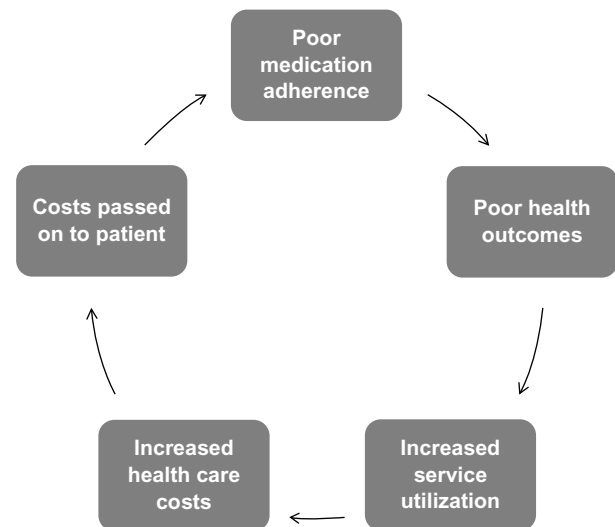 Poor
medication
adherence
Poor health
outcomes
Increased
service
utilization
Increased
health care
costs
Costs passed
on to patient